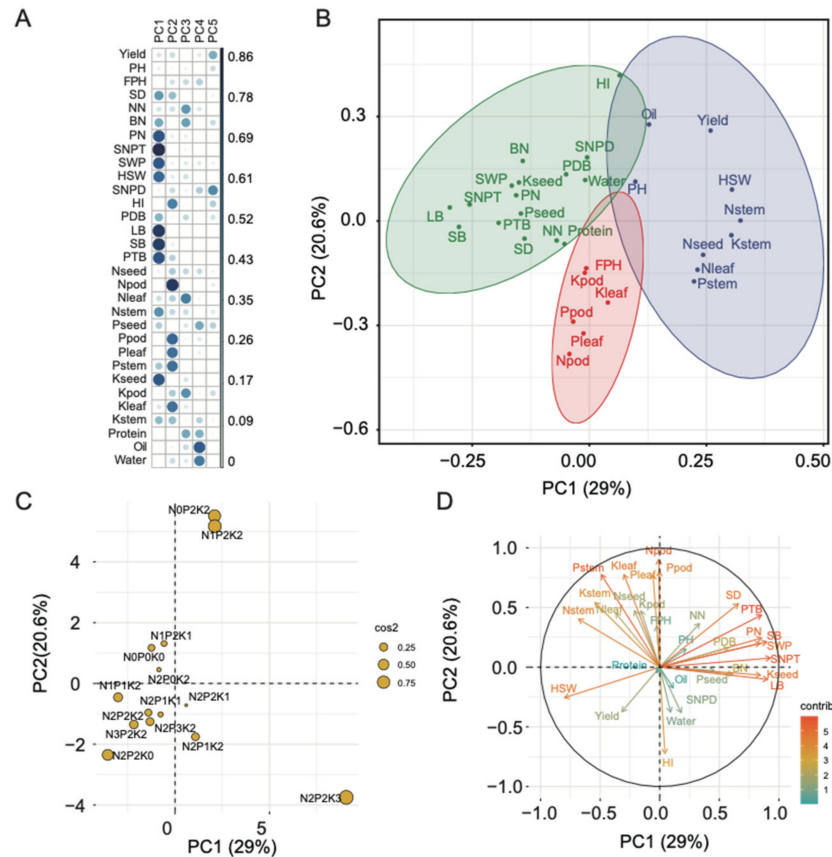 A
PC1 PC2 PC3 PC4 PC5
Yield
PH
FPH
SD
NN
BN
PN
SNPT
SWP
HSW
SNPD
HI
PDB
LB
SB
PTB
Nseed
Npod
Nleaf
Nstem
Pseed
Ppod
Pleaf
Pstem
Kseed
Kpod
Kleaf
Kstem
Protein
Oil
Water
0.86
0.78
0.69
0.61
0.52
0.43
0.35
0.26
0.17
0.09
0
B
PC2 (20.6%)
0.3
0.0
−0.3
−0.6
HI
Oil
Yield
BN
SNPD
PDB
SWP
Kseed
Water
HSW
PN
PH
SNPT
LB
Pseed
Nstem
PTB
SB
SD
NN
Protein
Kstem
Nseed
FPH
Nleaf
Kpod
Pstem
Kleaf
Ppod
Pleaf
Npod
−0.25
0.00
0.25
0.50
PC1 (29%)
C
PC2(20.6%)
4
2
0
−2
−4
N0P2K2
N1P2K2
N1P2K1
N0P0K0
N2P0K2
N1P1K2
N2P1K1
N2P2K1
N2P2K2
N3P2K2
N2P3K2
N2P2K0
N2P1K2
N2P2K3
0
5
PC1 (29%)
cos2
0.25
0.50
0.75
D
PC2 (20.6%)
1.0
0.5
0.0
−0.5
−1.0
Npod
Pstem
Kleaf
Pleaf
Ppod
Kstem
Nseed
SD
Nstem
Nleaf
Kpod
PTB
FPH
NN
PH
PDB
PN
SB
SWP
SNPT
Protein
BN
Kseed
Oil
Pseed
LB
HSW
SNPD
Yield
Water
HI
−1.0
−0.5
0.0
0.5
1.0
PC1 (29%)
contrib
5
4
3
2
1